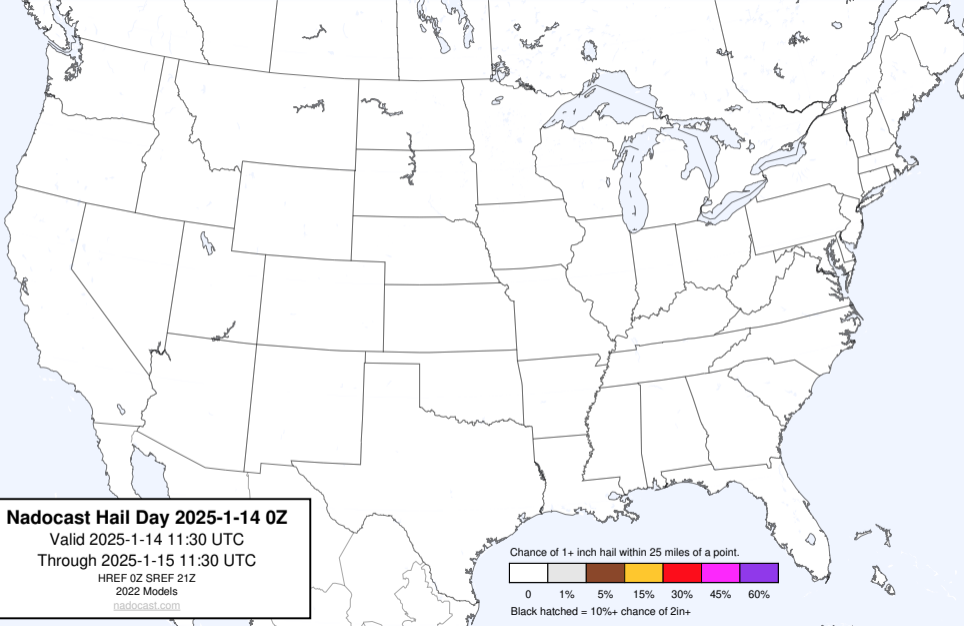 Nadocast Hail Day 2025-1-14 0Z
Valid 2025-1-14 11:30 UTC
Through 2025-1-15 11:30 UTC
HREF 0Z SREF 21Z
2022 Models
nadocast.com
Chance of 1+ inch hail within 25 miles of a point.
0 1% 5% 15% 30% 45% 60%
Black hatched = 10%+ chance of 2in+